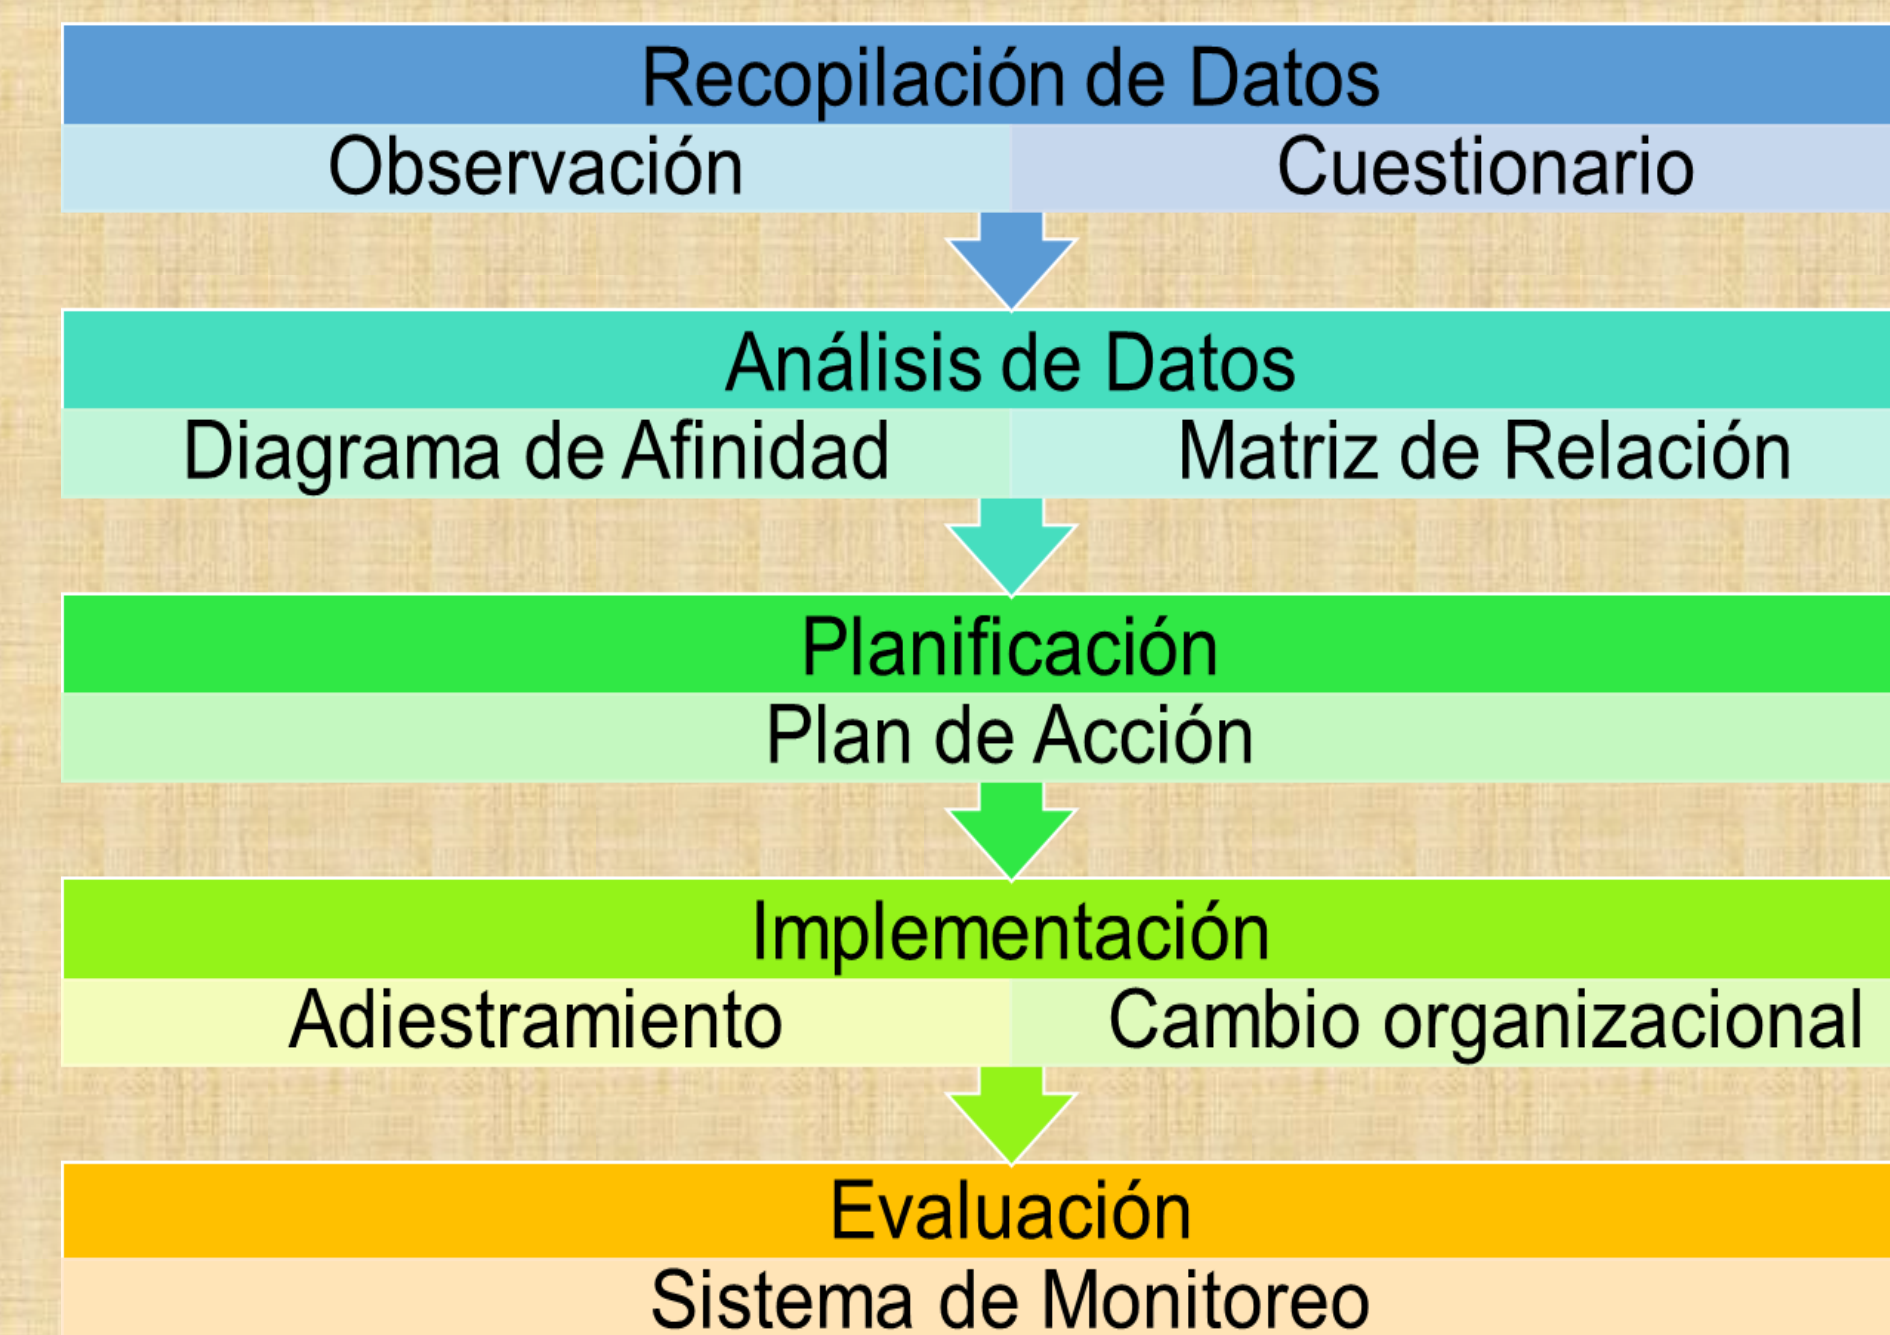 Recopilación de Datos
Observación
Cuestionario
Análisis de Datos
Diagrama de Afinidad
Matriz de Relación
Planificación
Plan de Acción
Implementación
Adiestramiento
Cambio organizacional
Evaluación
Sistema de Monitoreo